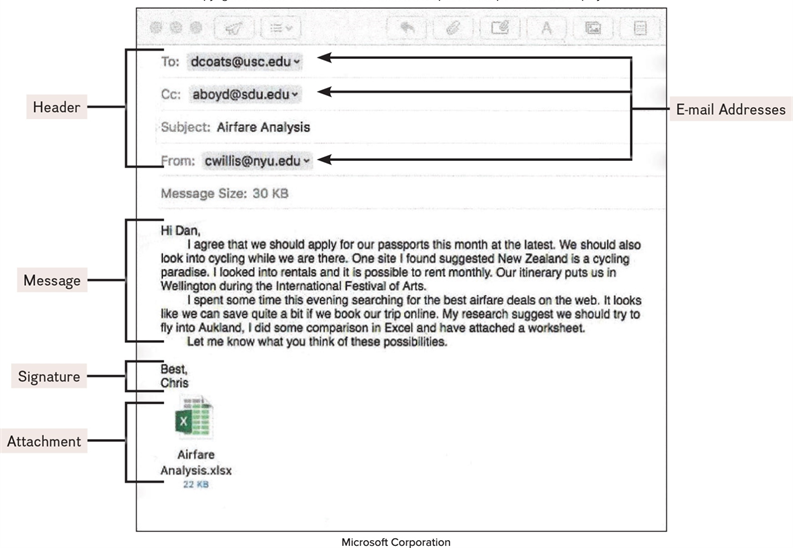 To: dcoats@usc.edu
Cc: aboyd@sdu.edu
Header
E-mail Addresses
Subject: Airfare Analysis
From: cwillis@nyu.edu
Message Size: 30 KB
Hi Dan,
I agree that we should apply for our passports this month at the latest. We should also
look into cycling while we are there. One site I found suggested New Zealand is a cycling
paradise. I looked into rentals and it is possible to rent monthly. Our itinerary puts us in
Message
Wellington during the International Festival of Arts.
I spent some time this evening searching for the best airfare deals on the web. It looks
like we can save quite a bit if we book our trip online. My research suggest we should try to
fly into Aukland, I did some comparison in Excel and have attached a worksheet.
Let me know what you think of these possibilities.
Signature
Best,
Chris
Attachment
X
A
Airfare
Analysis.xlsx
22 KB
Microsoft Corporation